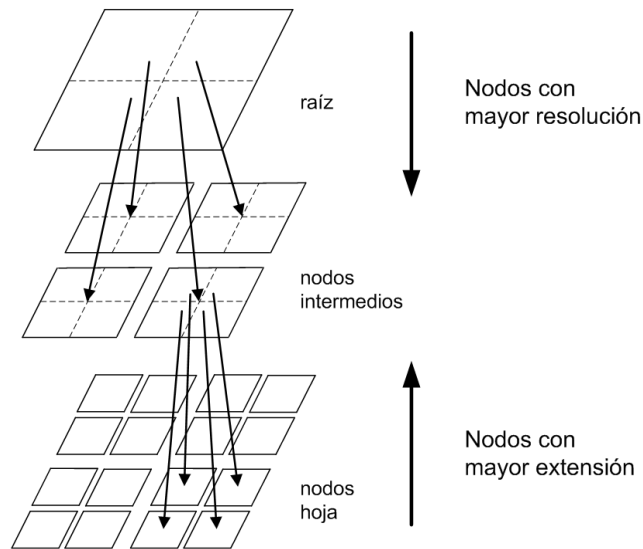 raíz
Nodos con
mayor resolución
nodos
intermedios
Nodos con
mayor extensión
nodos
hoja